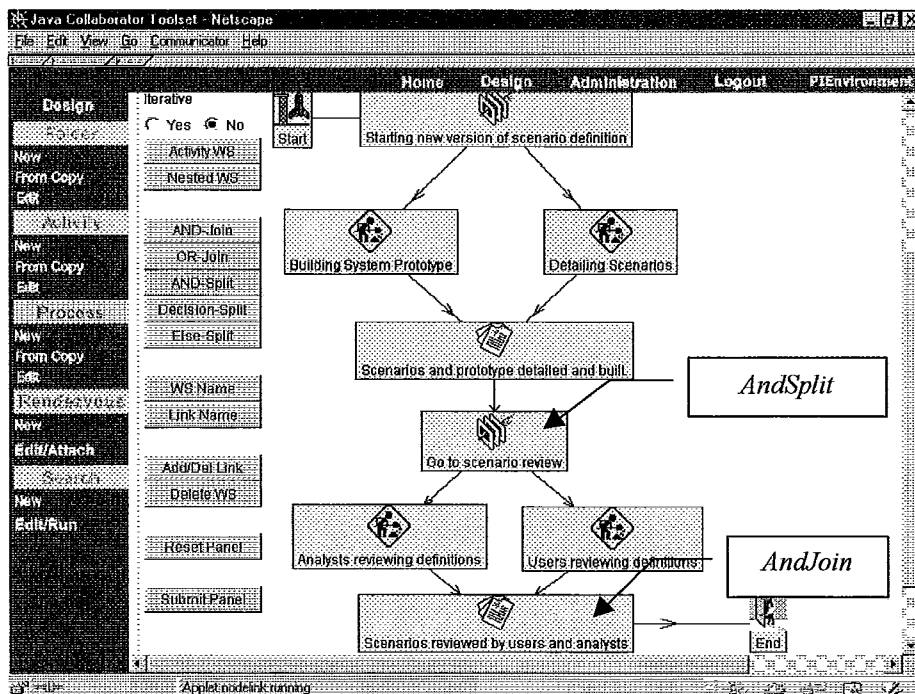 Java Collaborator Toolset - Netscape
File Edit View Go Communicator Help
Home Design Administration Logout PIEnvironment
Design
Folder
New
From Copy
Edit
Activity
New
From Copy
Edit
Process
New
From Copy
Edit
Rendezvous
New
Edit/Attach
Search
New
Edit/Run
Iterative
Yes No
Activity WS
Nested WS
AND-Join
OR-Join
AND-Split
Decision-Split
Else-Split
WS Name
Link Name
Add/Del Link
Delete WS
Reset Panel
Submit Panel
Start
Starting new version of scenario definition
Building System Prototype
Detailing Scenarios
Scenarios and prototype detailed and built.
AndSplit
Go to scenario review
Analysts reviewing definitions
Users reviewing definitions
AndJoin
Scenarios reviewed by users and analysts
End
Applet nodelink running